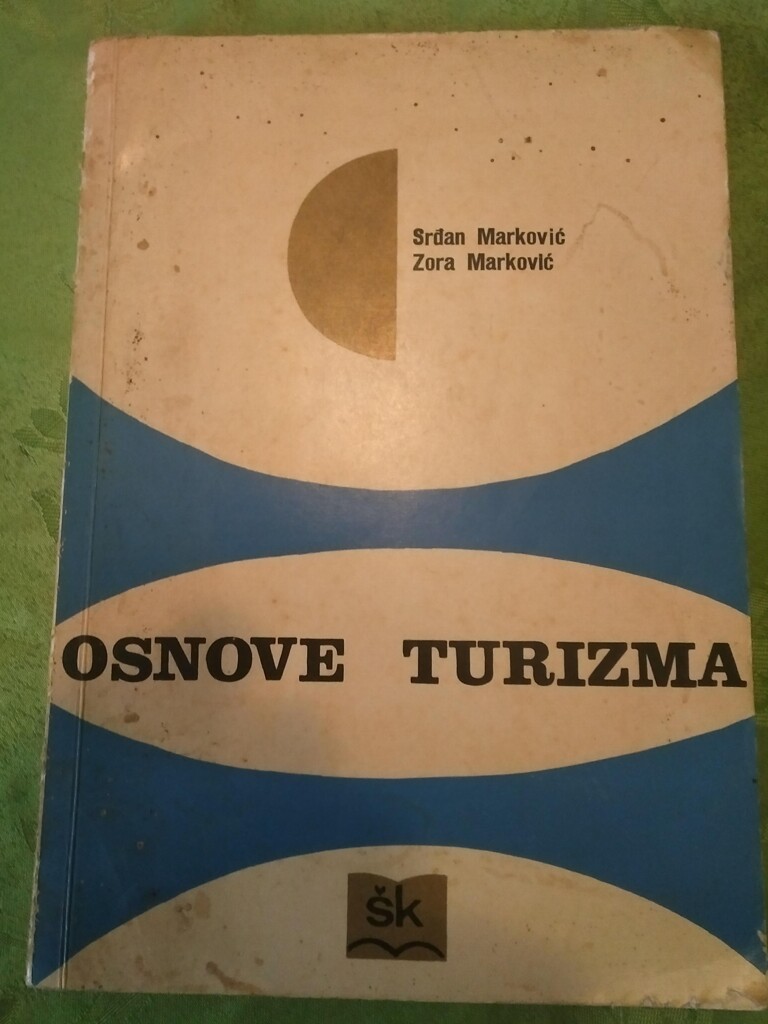 Srđan Marković
Zora Marković
OSNOVE TURIZMA
šk